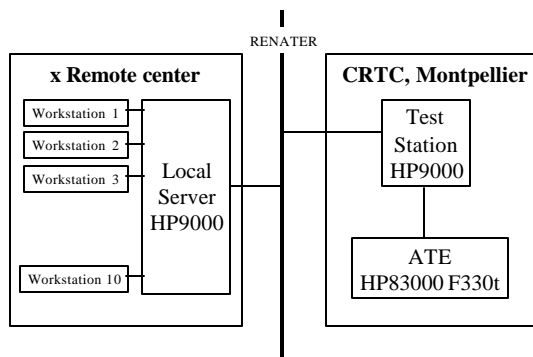 RENATER
x Remote center
Workstation 1
Workstation 2
Workstation 3
Workstation 10
Local
Server
HP9000
CRTC, Montpellier
Test
Station
HP9000
ATE
HP83000 F330t